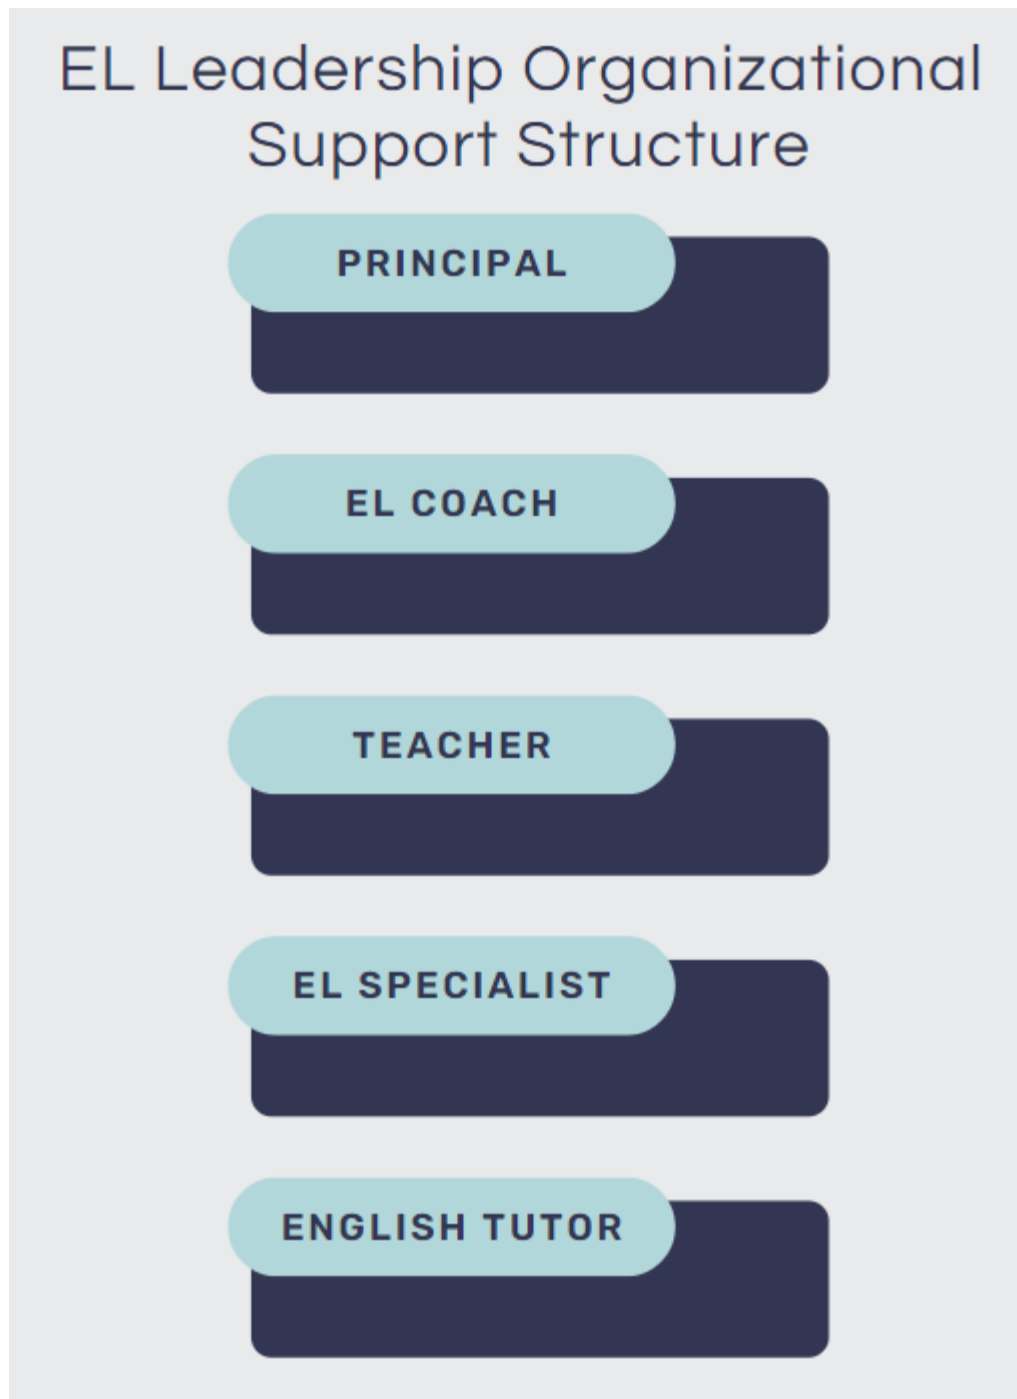 EL Leadership Organizational
Support Structure
PRINCIPAL
EL COACH
TEACHER
EL SPECIALIST
ENGLISH TUTOR